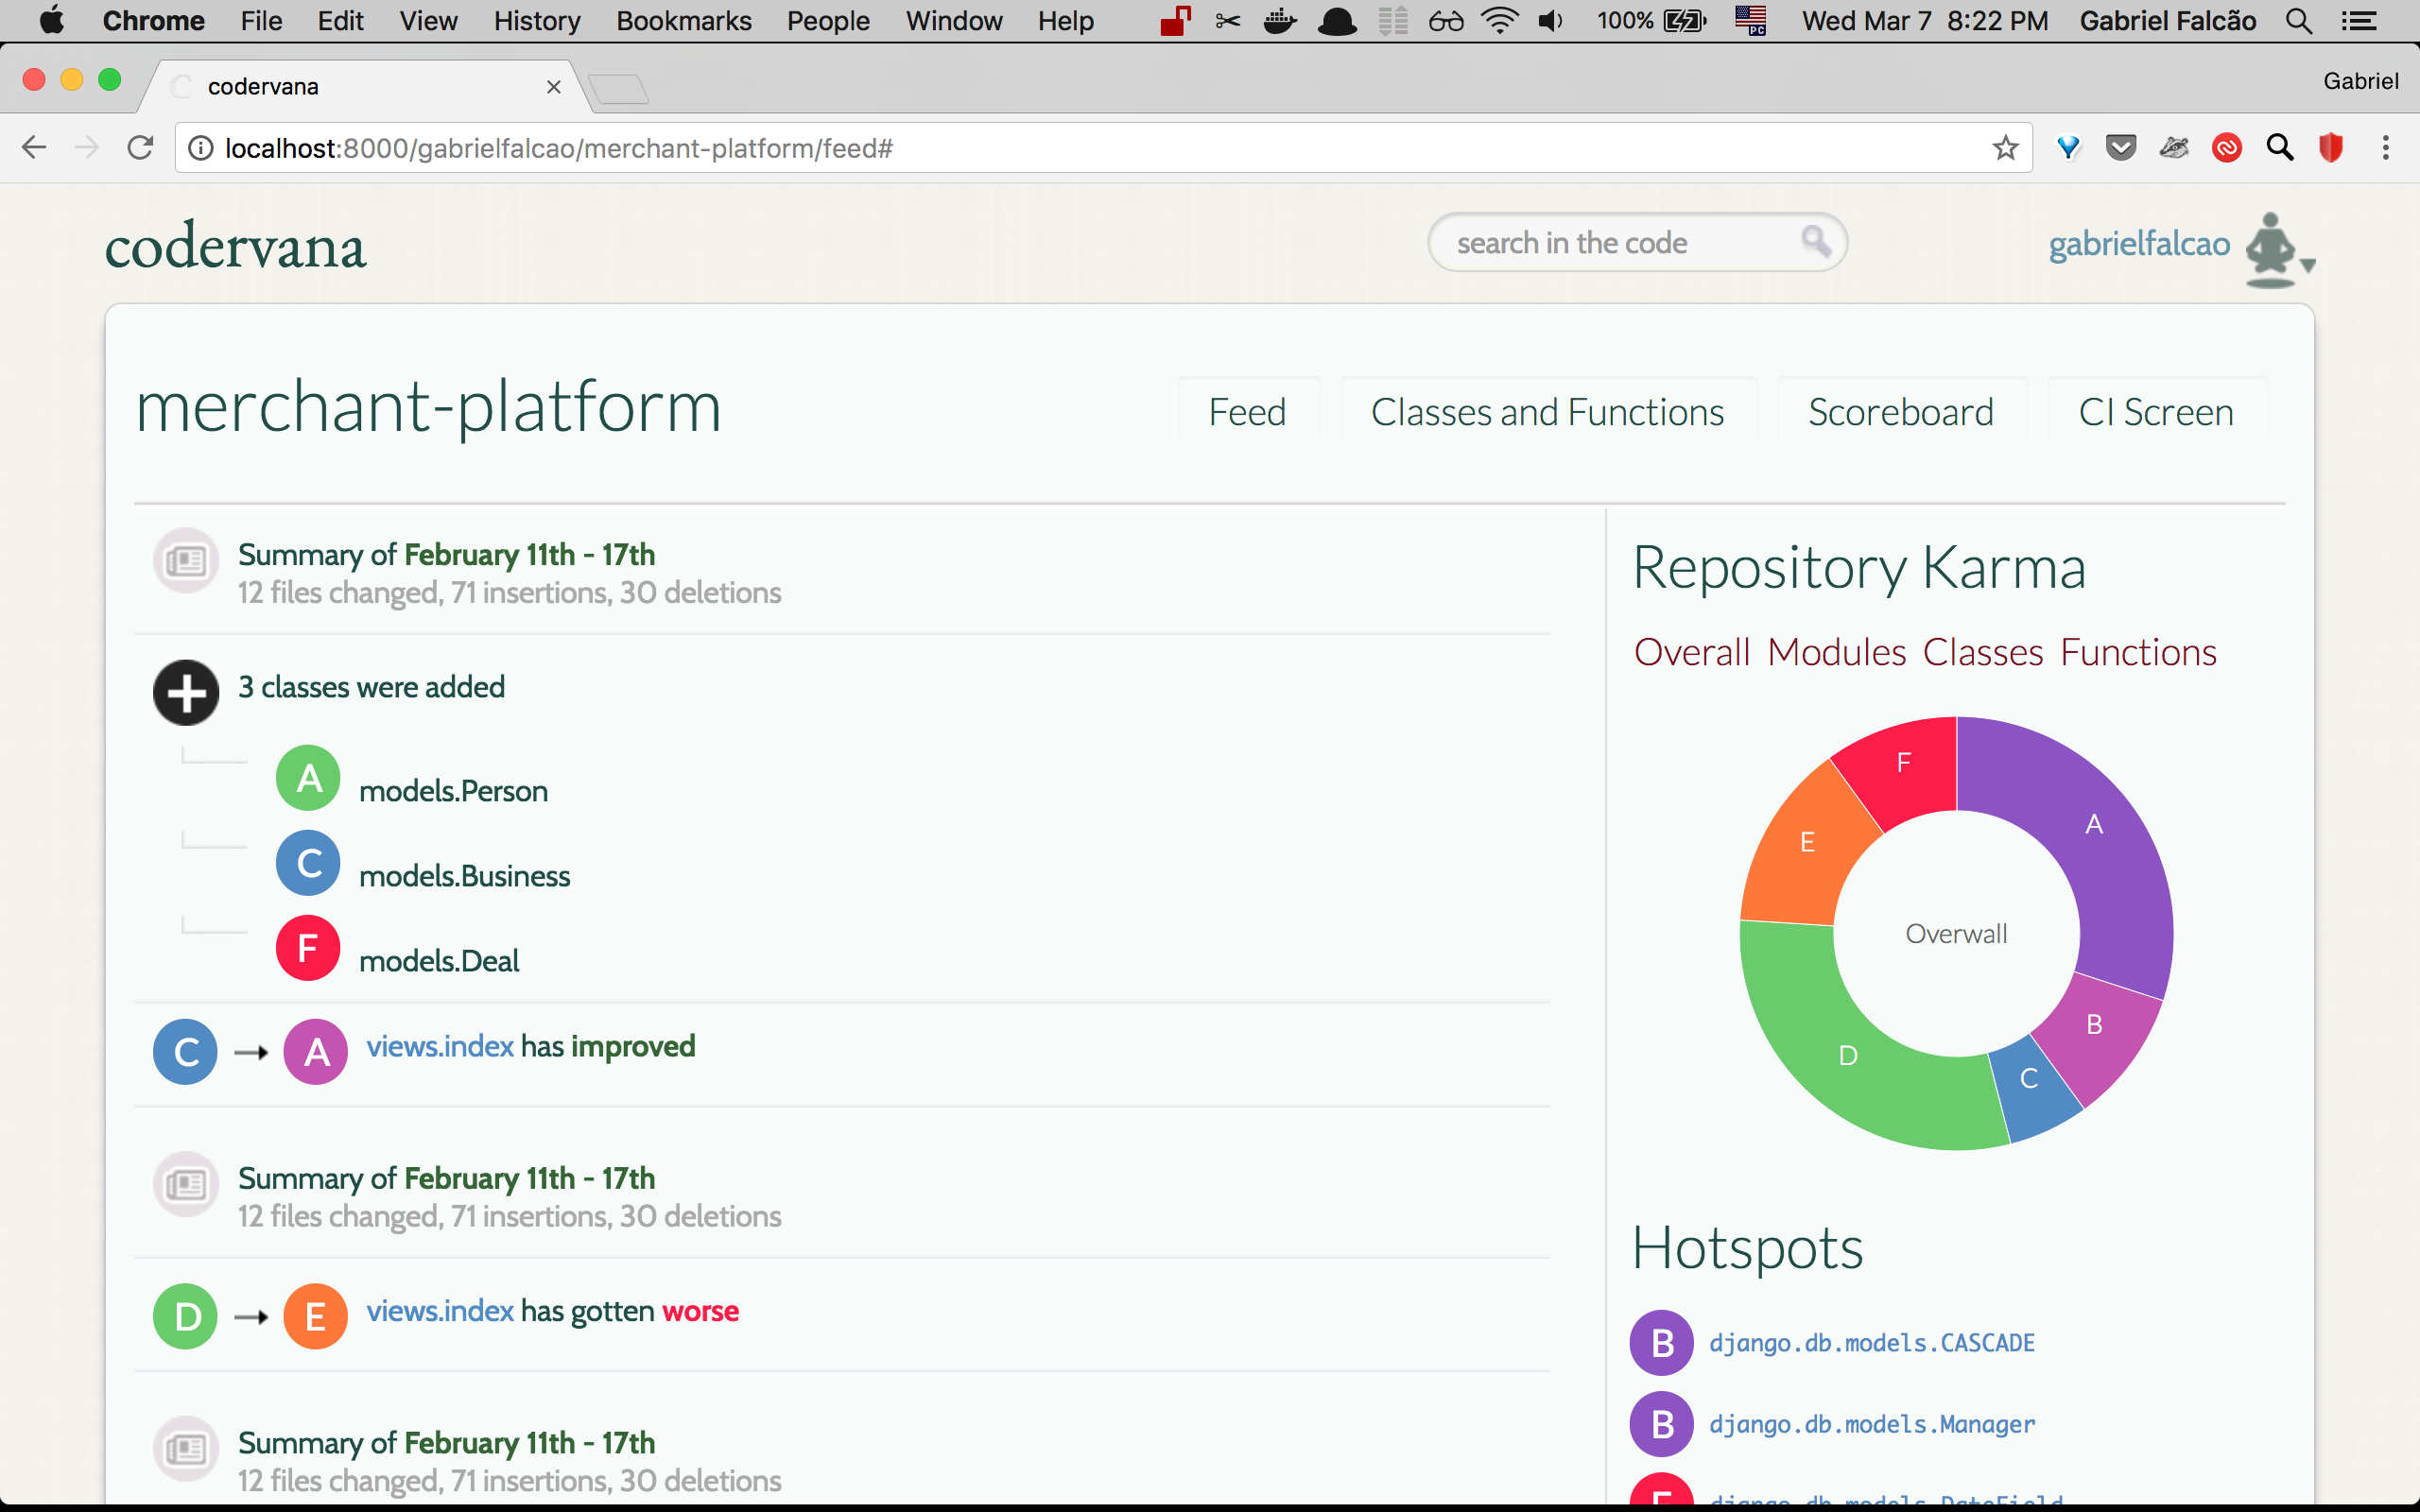 Chrome File Edit View History Bookmarks People Window Help 100% PC Wed Mar 7 8:22 PM Gabriel Falcão
codervana Gabriel
localhost:8000/gabrielfalcao/merchant-platform/feed#
codervana search in the code gabrielfalcao
merchant-platform Feed Classes and Functions Scoreboard CI Screen
Summary of February 11th - 17th
12 files changed, 71 insertions, 30 deletions
3 classes were added
A models.Person
C models.Business
F models.Deal
C A views.index has improved
Summary of February 11th - 17th
12 files changed, 71 insertions, 30 deletions
D E views.index has gotten worse
Summary of February 11th - 17th
12 files changed, 71 insertions, 30 deletions
Repository Karma
Overall Modules Classes Functions
F
A
E
Overwall
B
D
C
Hotspots
B django.db.models.CASCADE
B django.db.models.Manager
django.db.models.DateField